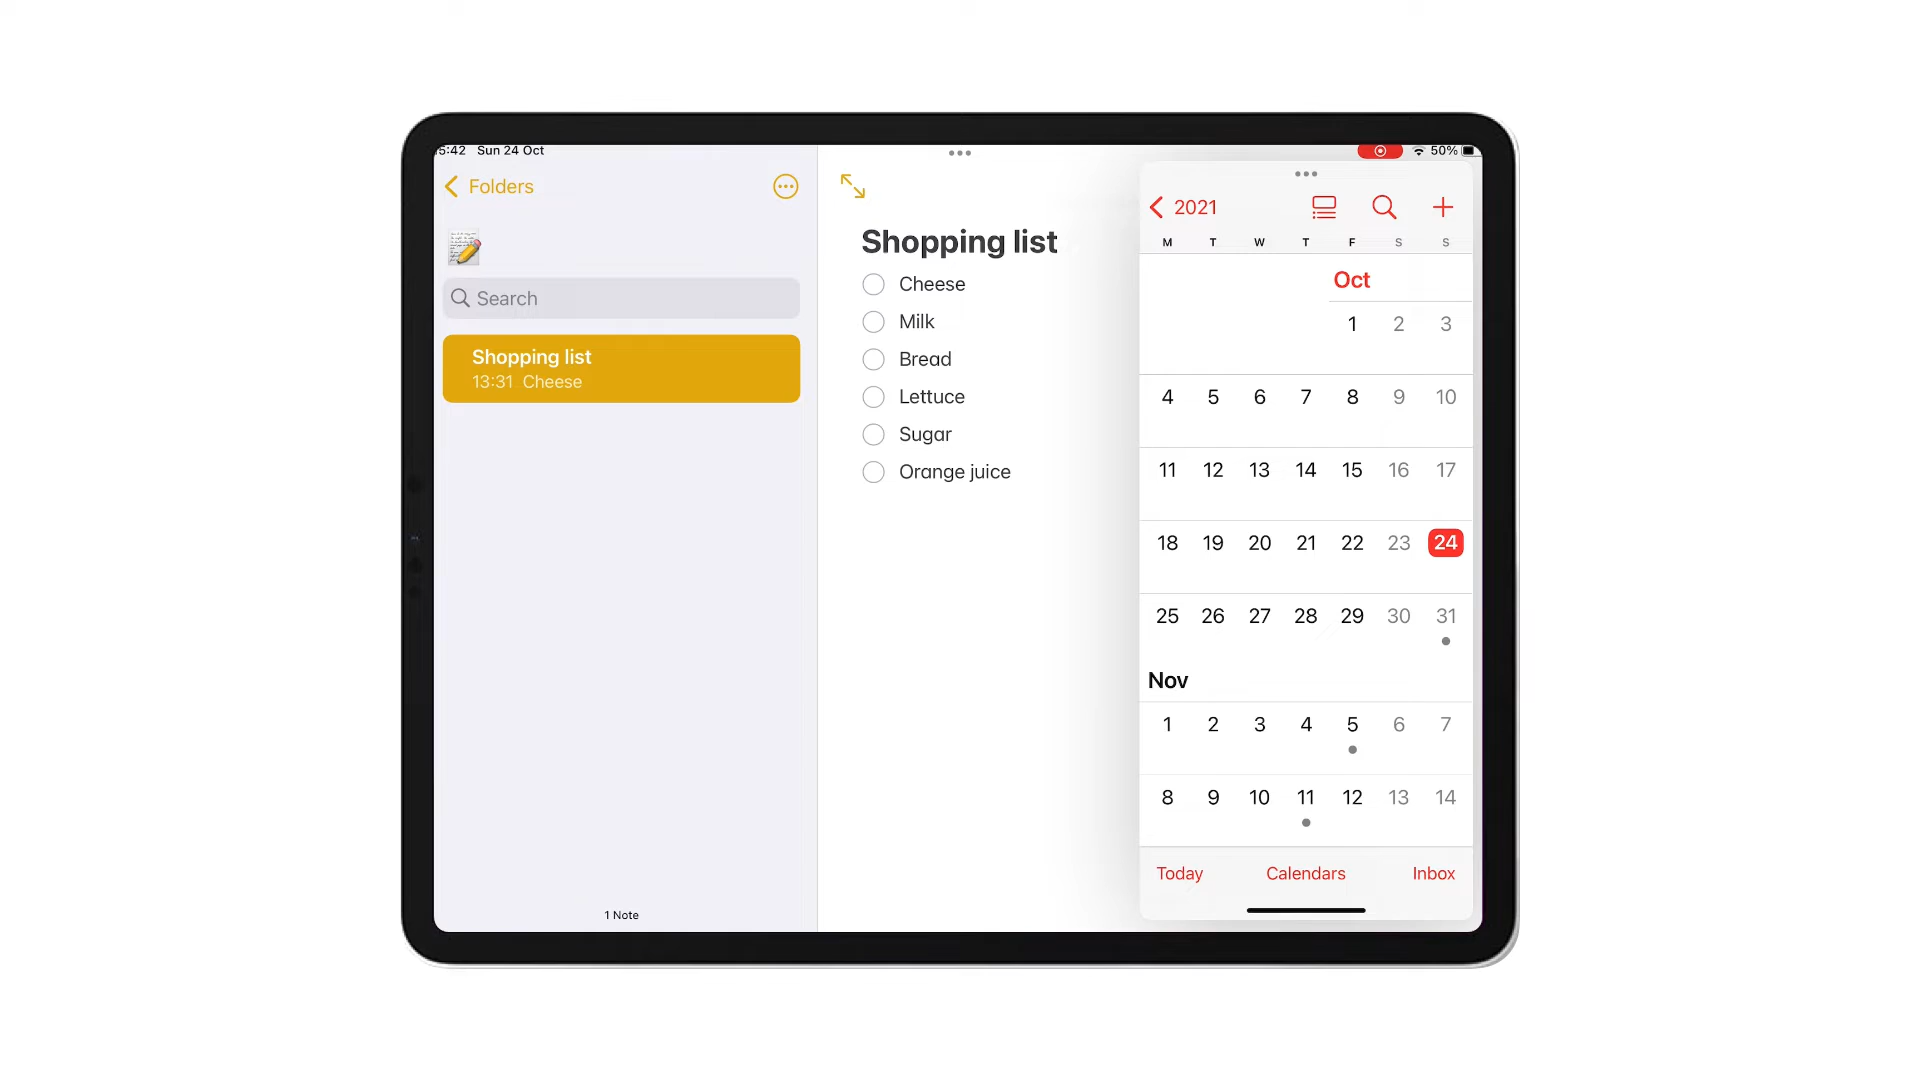 5:42 Sun 24 Oct
50%
Folders
Search
Shopping list
13:31 Cheese
1 Note
Shopping list
Cheese
Milk
Bread
Lettuce
Sugar
Orange juice
2021
M T W T F S S
Oct
1 2 3
4 5 6 7 8 9 10
11 12 13 14 15 16 17
18 19 20 21 22 23 24
25 26 27 28 29 30 31
Nov
1 2 3 4 5 6 7
8 9 10 11 12 13 14
Today Calendars Inbox